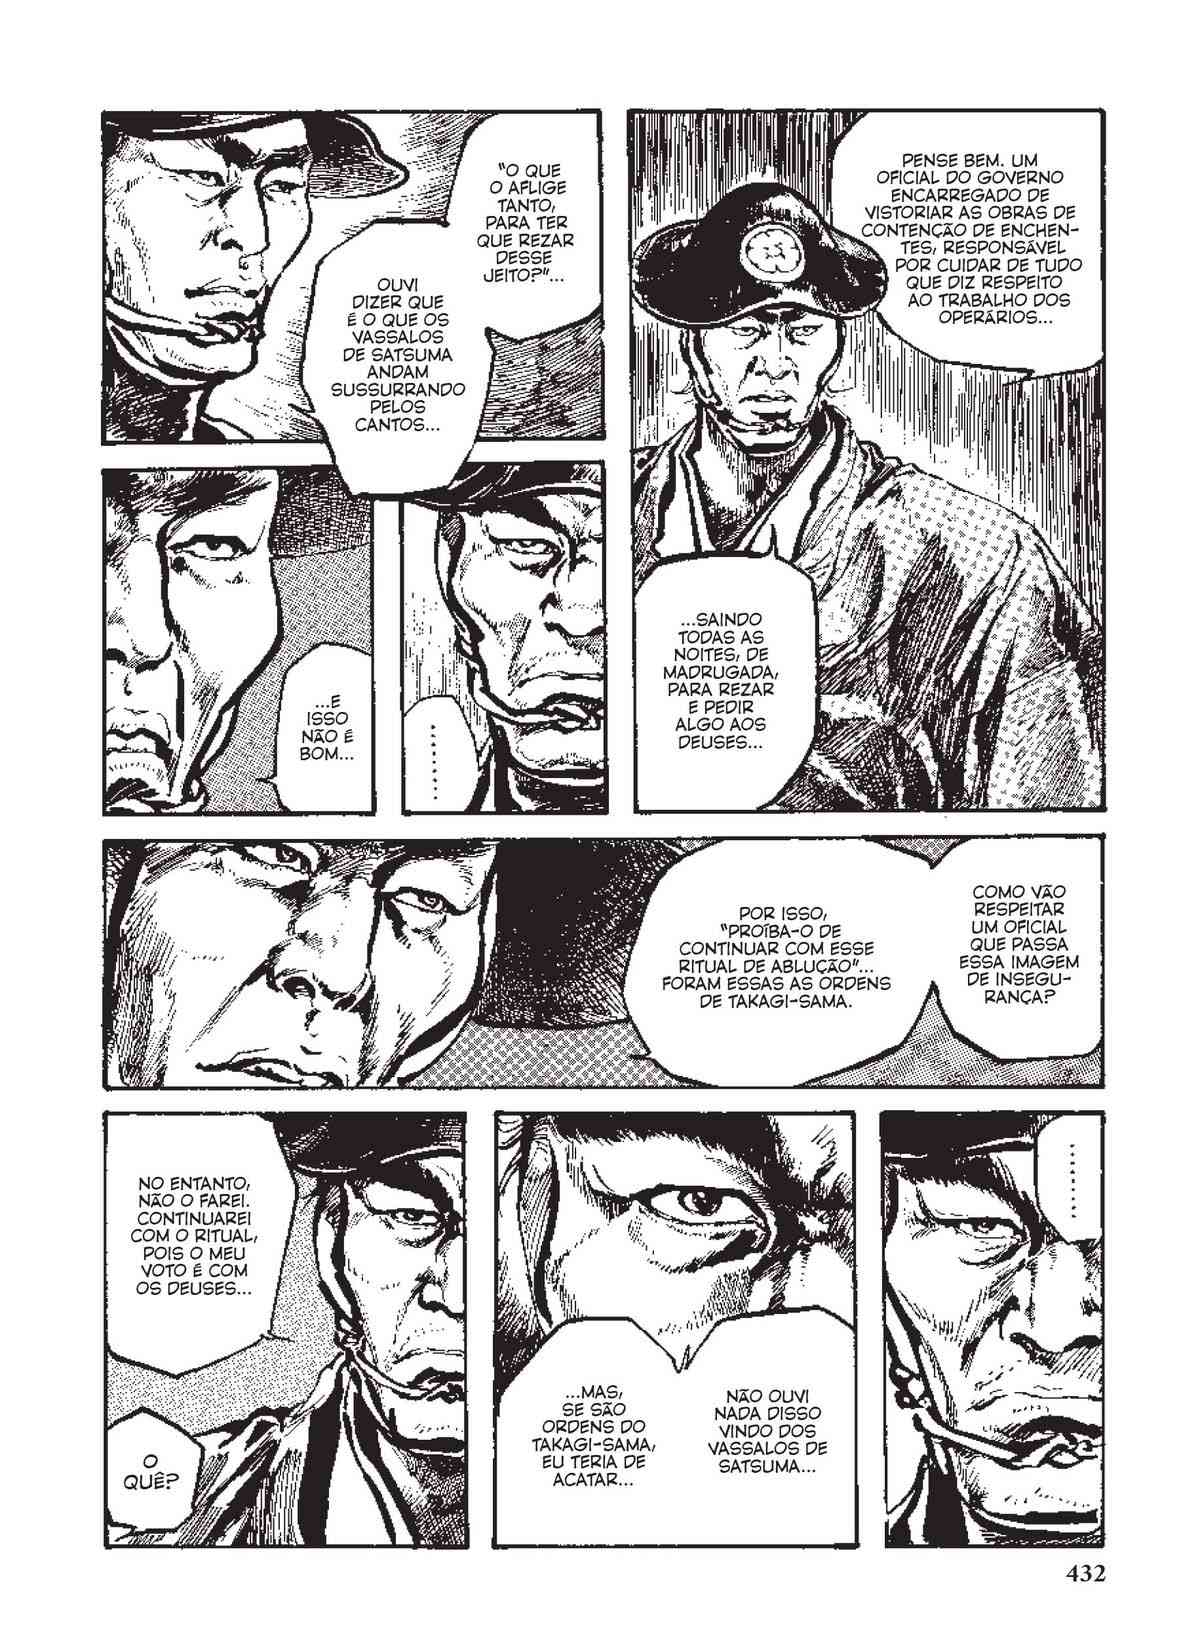 PENSE BEM. UM
OFICIAL DO GOVERNO
ENCARREGADO DE
VISTORIAR AS OBRAS DE
CONTENÇÃO DE ENCHEN-
TES, RESPONSÁVEL
POR CUIDAR DE TUDO
QUE DIZ RESPEITO
AO TRABALHO DOS
OPERÁRIOS...
...SAINDO
TODAS AS
NOITES, DE
MADRUGADA,
PARA REZAR
E PEDIR
ALGO AOS
DEUSES...
"O QUE
O AFLIGE
TANTO,
PARA TER
QUE REZAR
DESSE
JEITO?"...
OUVI
DIZER QUE
É O QUE OS
VASSALOS
DE SATSUMA
ANDAM
SUSSURRANDO
PELOS
CANTOS...
.........
...E
ISSO
NÃO É
BOM...
COMO VÃO
RESPEITAR
UM OFICIAL
QUE PASSA
ESSA IMAGEM
DE INSEGU-
RANÇA?
POR ISSO,
"PROÍBA-O DE
CONTINUAR COM ESSE
RITUAL DE ABLUÇÃO"...
FORAM ESSAS AS ORDENS
DE TAKAGI-SAMA.
.........
NÃO OUVI
NADA DISSO
VINDO DOS
VASSALOS DE
SATSUMA...
...MAS,
SE SÃO
ORDENS DO
TAKAGI-SAMA,
EU TERIA DE
ACATAR...
NO ENTANTO,
NÃO O FAREI.
CONTINUAREI
COM O RITUAL,
POIS O MEU
VOTO É COM
OS DEUSES...
O
QUÊ?
432